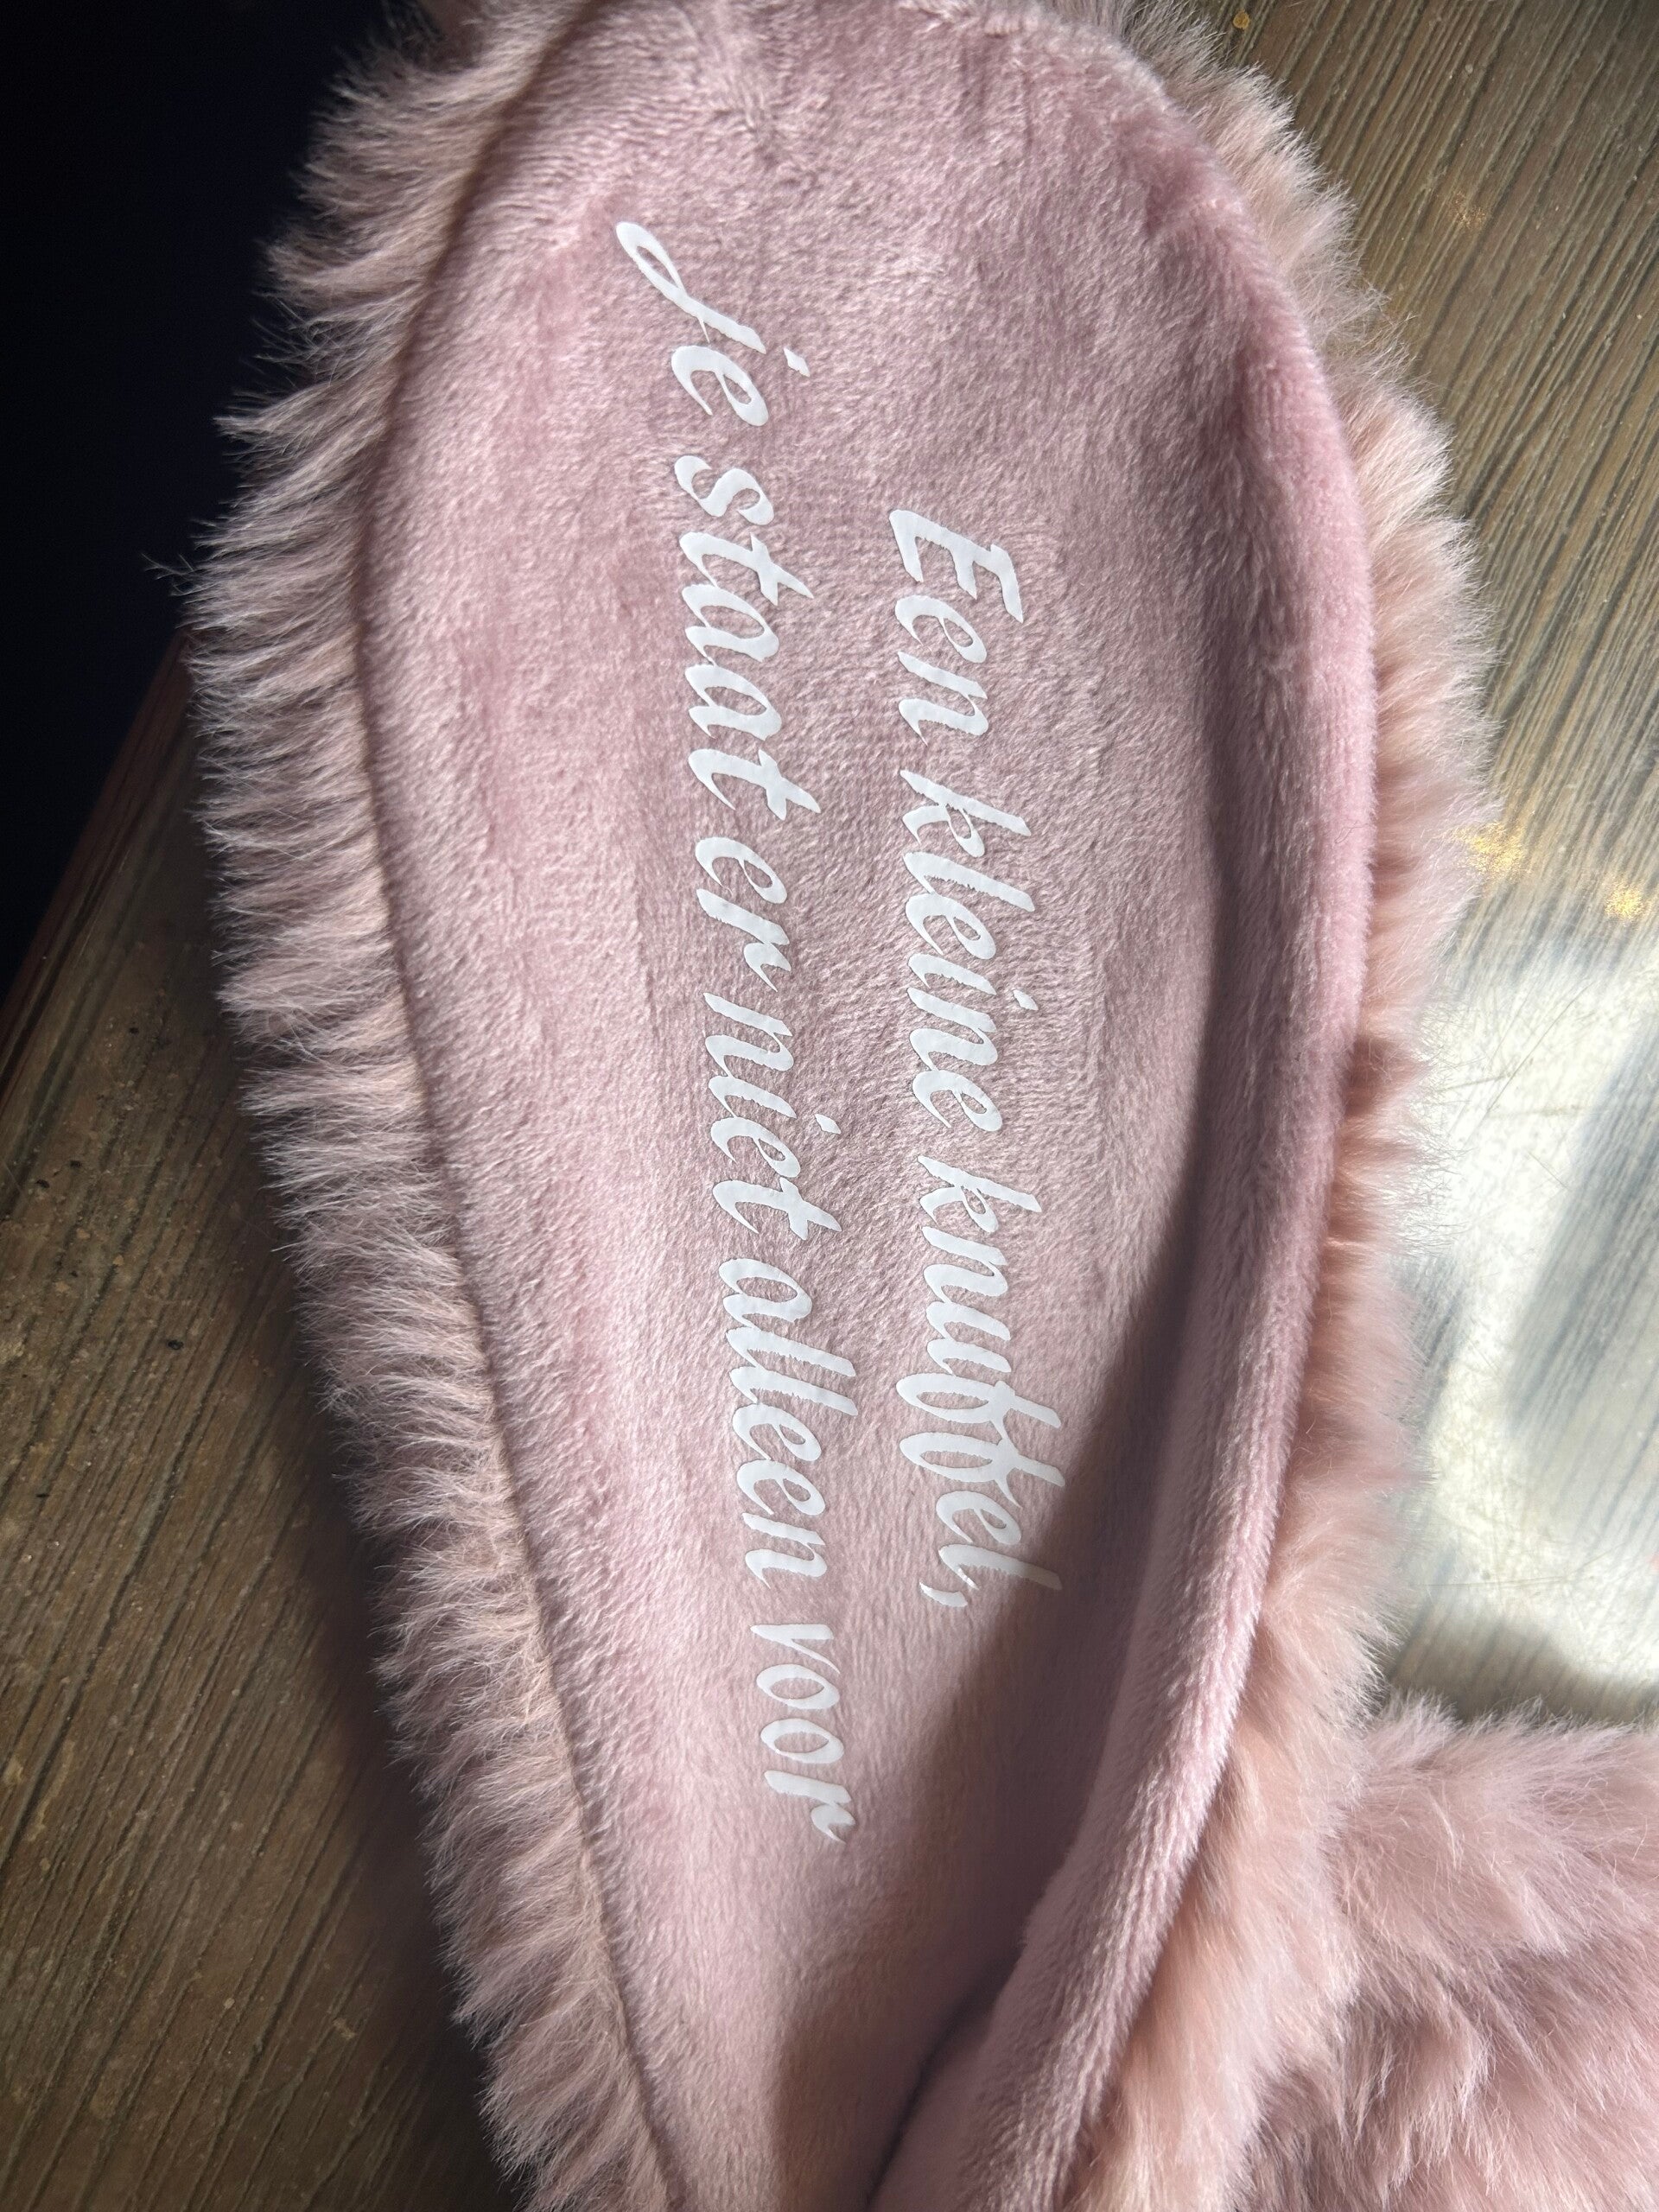 Een kleine knuffel,
je staat er niet alleen voor